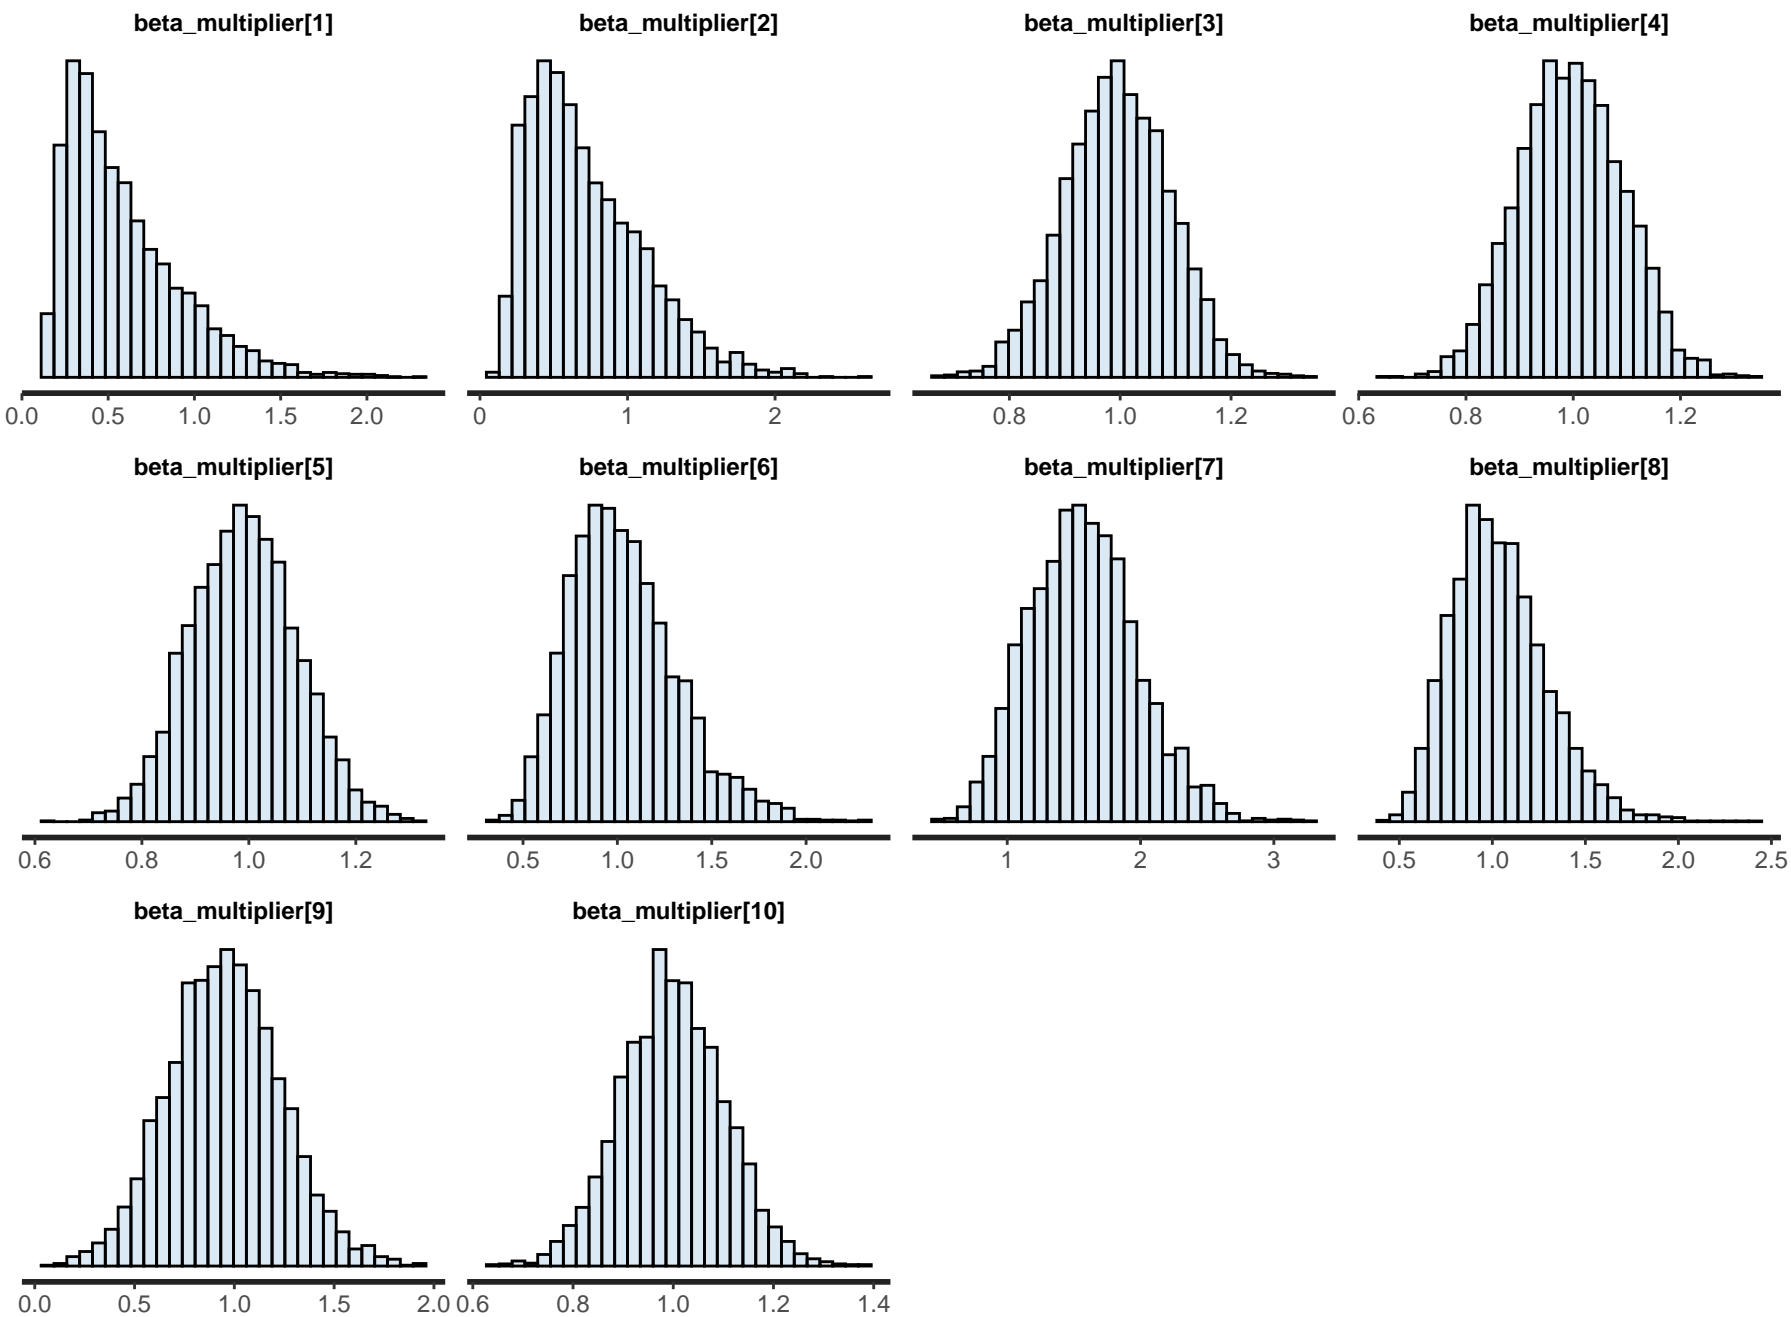 beta_multiplier[1] beta_multiplier[2] beta_multiplier[3] beta_multiplier[4]
0.0 0.5 1.0 1.5 2.0 0 1 2 0.8 1.0 1.2 0.6 0.8 1.0 1.2
beta_multiplier[5] beta_multiplier[6] beta_multiplier[7] beta_multiplier[8]
0.6 0.8 1.0 1.2 0.5 1.0 1.5 2.0 1 2 3 0.5 1.0 1.5 2.0 2.5
beta_multiplier[9] beta_multiplier[10]
0.0 0.5 1.0 1.5 2.0 0.6 0.8 1.0 1.2 1.4